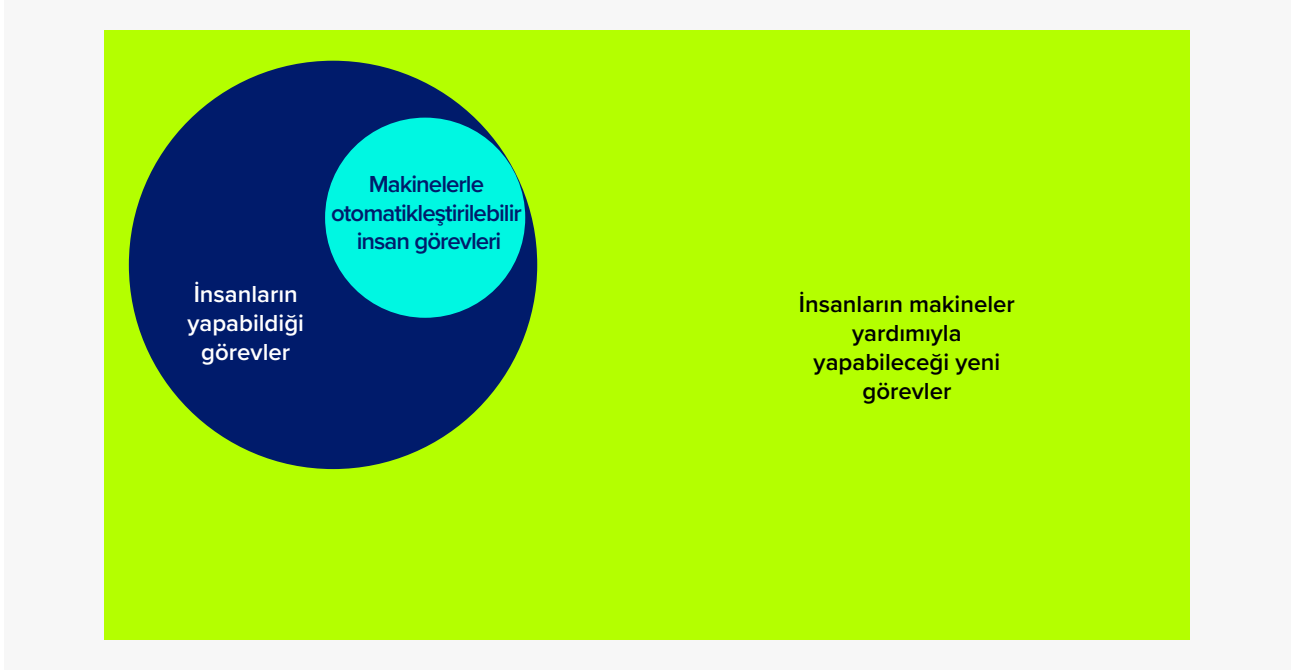 Makinelerle
otomatikleştirilebilir
insan görevleri
İnsanların
yapabildiği
görevler
İnsanların makineler
yardımıyla
yapabileceği yeni
görevler